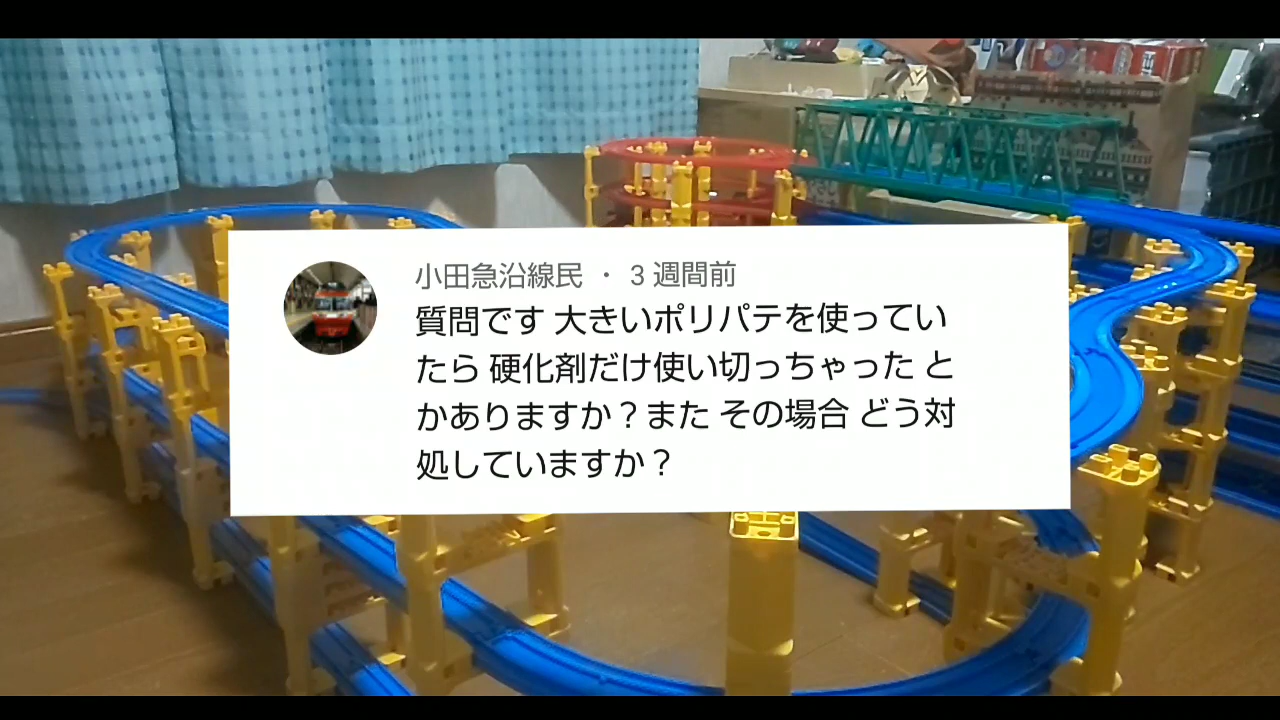 小田急沿線民 ・ 3 週間前
質問です 大きいポリパテを使ってい
たら 硬化剤だけ使い切っちゃった と
かありますか？また その場合 どう対
処していますか？